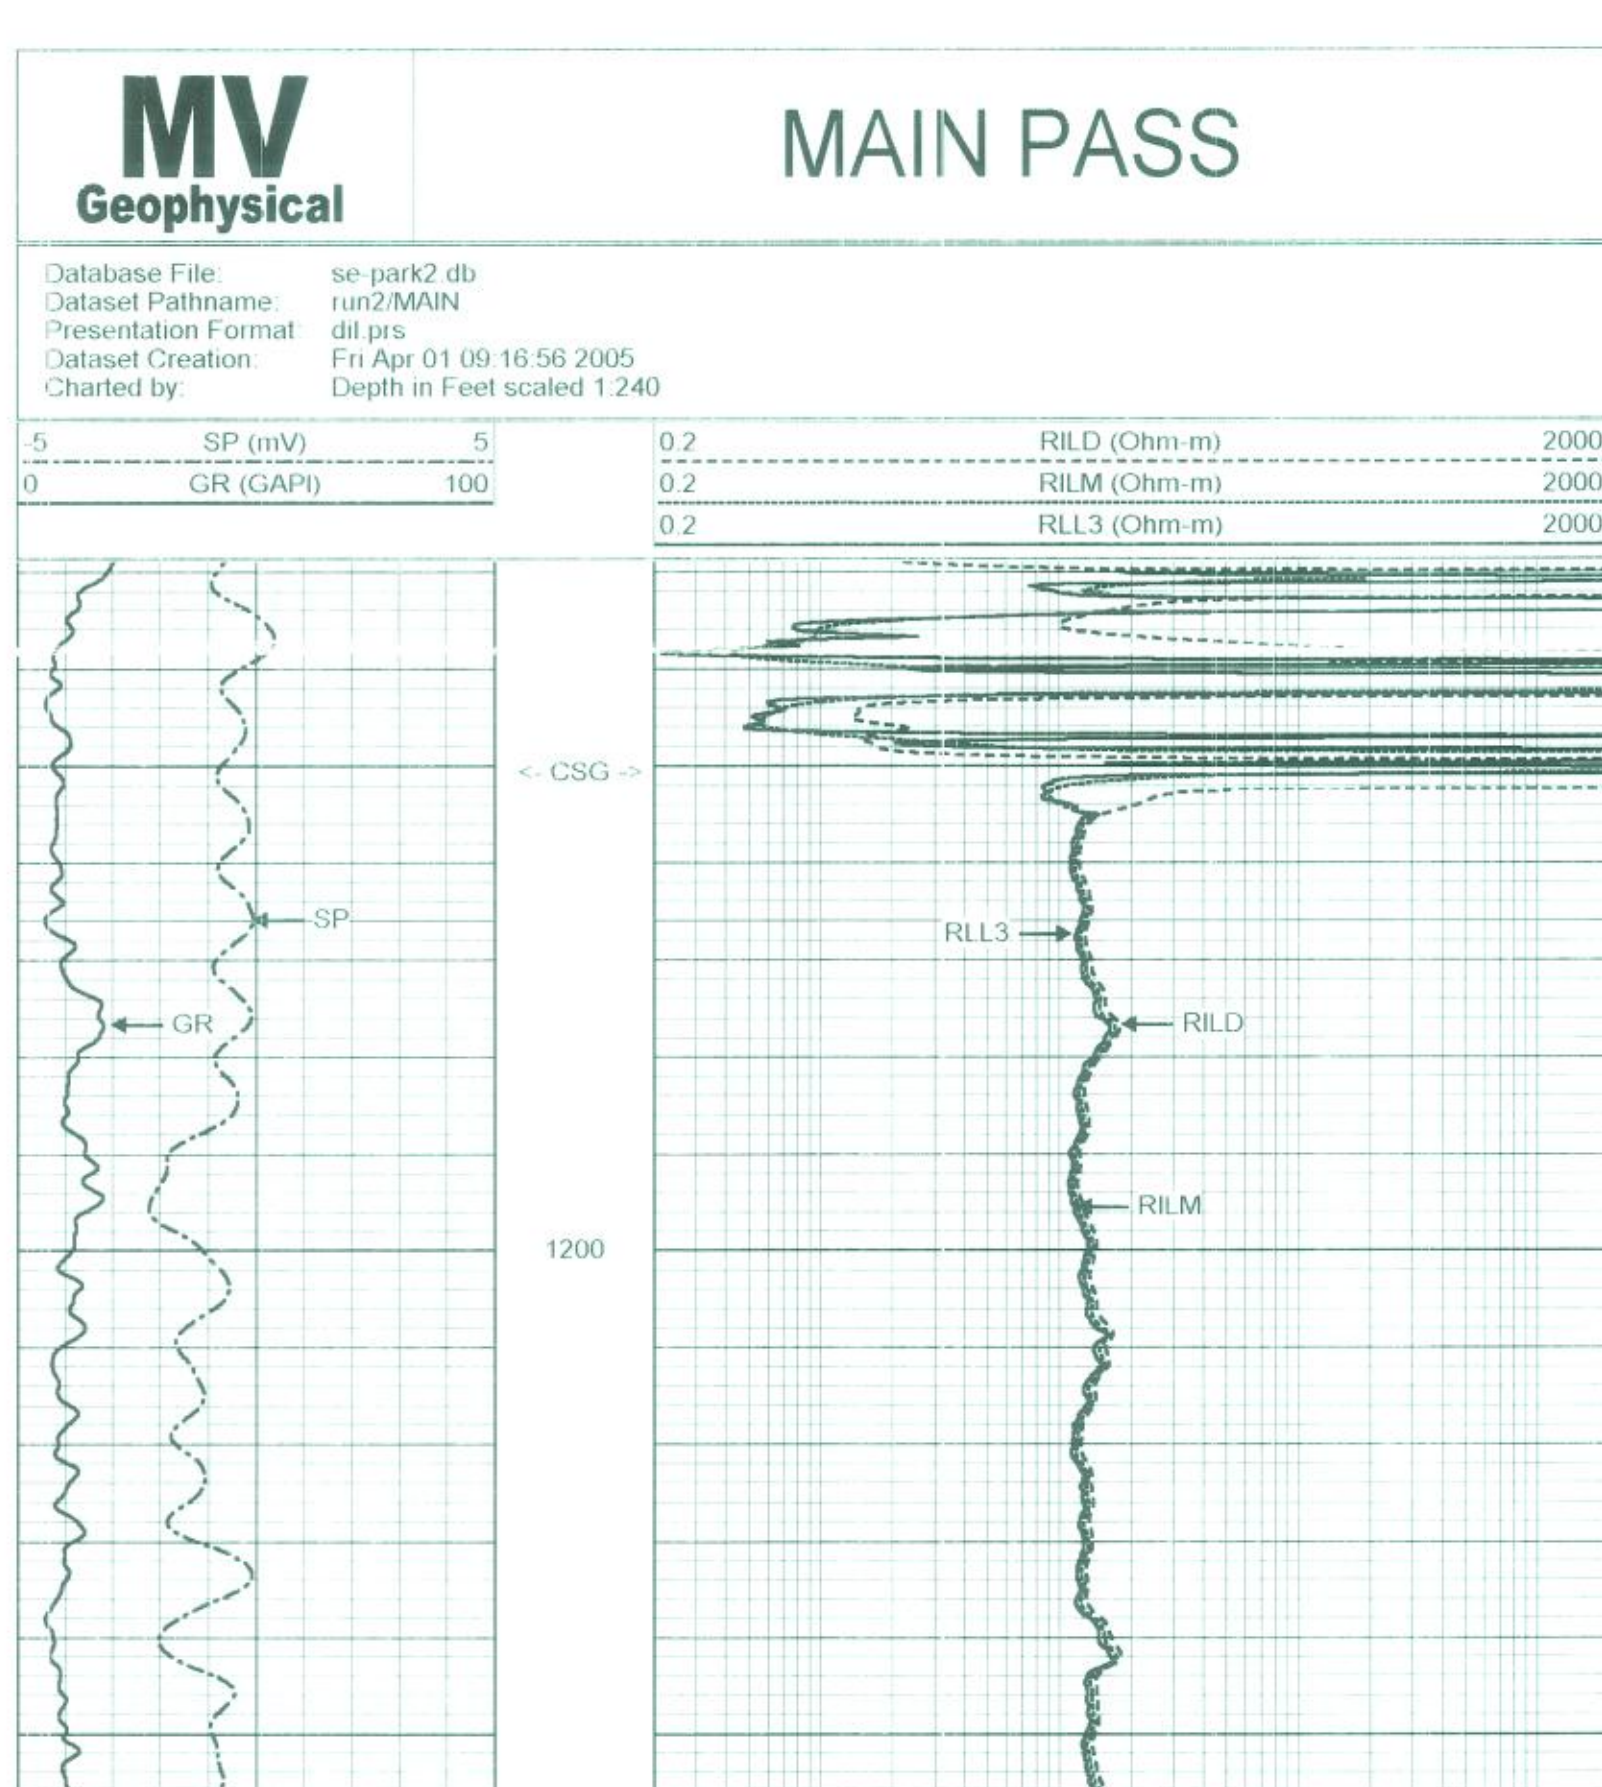 MV
Geophysical
MAIN PASS
Database File: se-park2.db
Dataset Pathname: run2/MAIN
Presentation Format: dil.prs
Dataset Creation: Fri Apr 01 09:16:56 2005
Charted by: Depth in Feet scaled 1:240
-5 SP (mV) 5 0.2 RILD (Ohm-m) 2000
0 GR (GAPI) 100 0.2 RILM (Ohm-m) 2000
0.2 RLL3 (Ohm-m) 2000
<- CSG ->
SP
RLL3
GR
RILD
RILM
1200